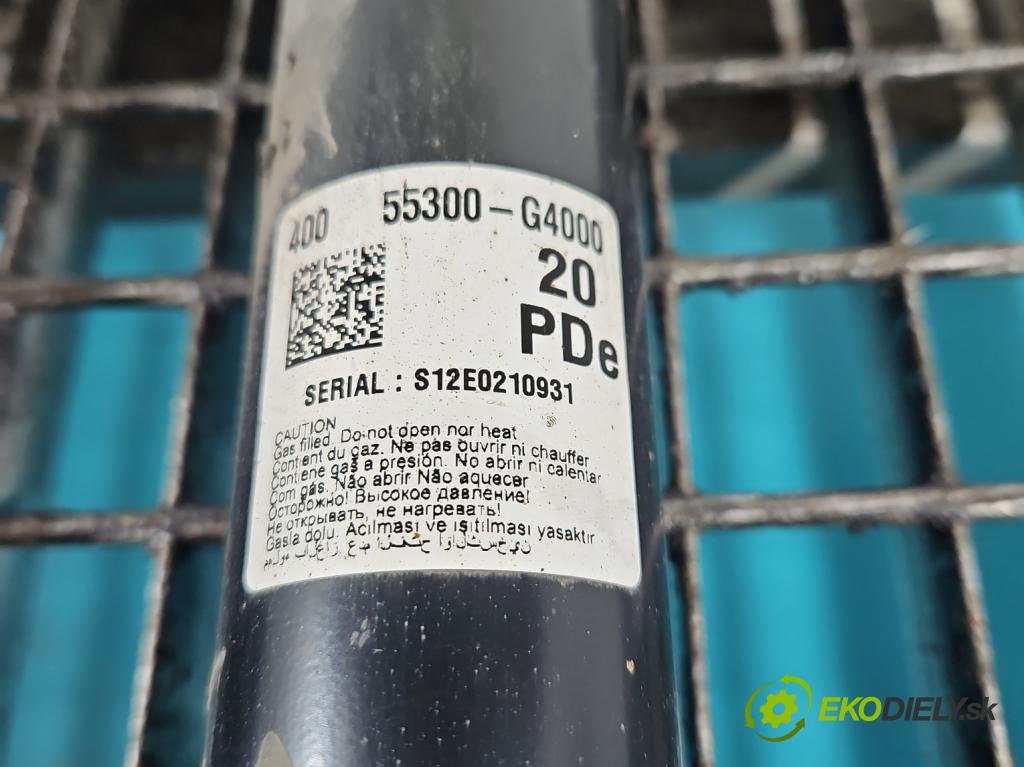 400 55300-G4000
20
PDe
SERIAL : S12E0210931
CAUTION
Gas filled. Do not open nor heat
Contient du gaz. Ne pas ouvrir ni chauffer
Contiene gas a presión. No abrir ni calentar
Com gás. Não abrir Não aquecer
Осторожно! Высокое давление!
Не открывать, не нагревать!
Gasla dolu. Acılması ve ısıtılması yasaktır
EKODIELY.sk